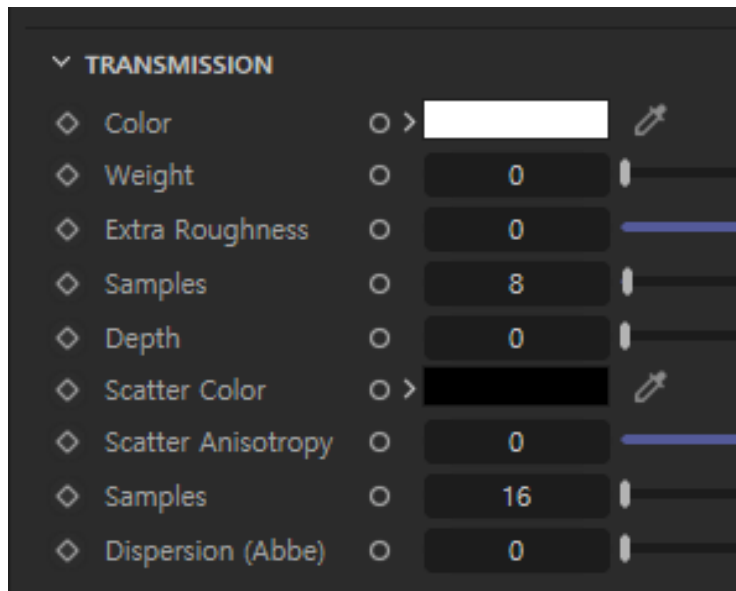 TRANSMISSION
Color
Weight 0
Extra Roughness 0
Samples 8
Depth 0
Scatter Color
Scatter Anisotropy 0
Samples 16
Dispersion (Abbe) 0